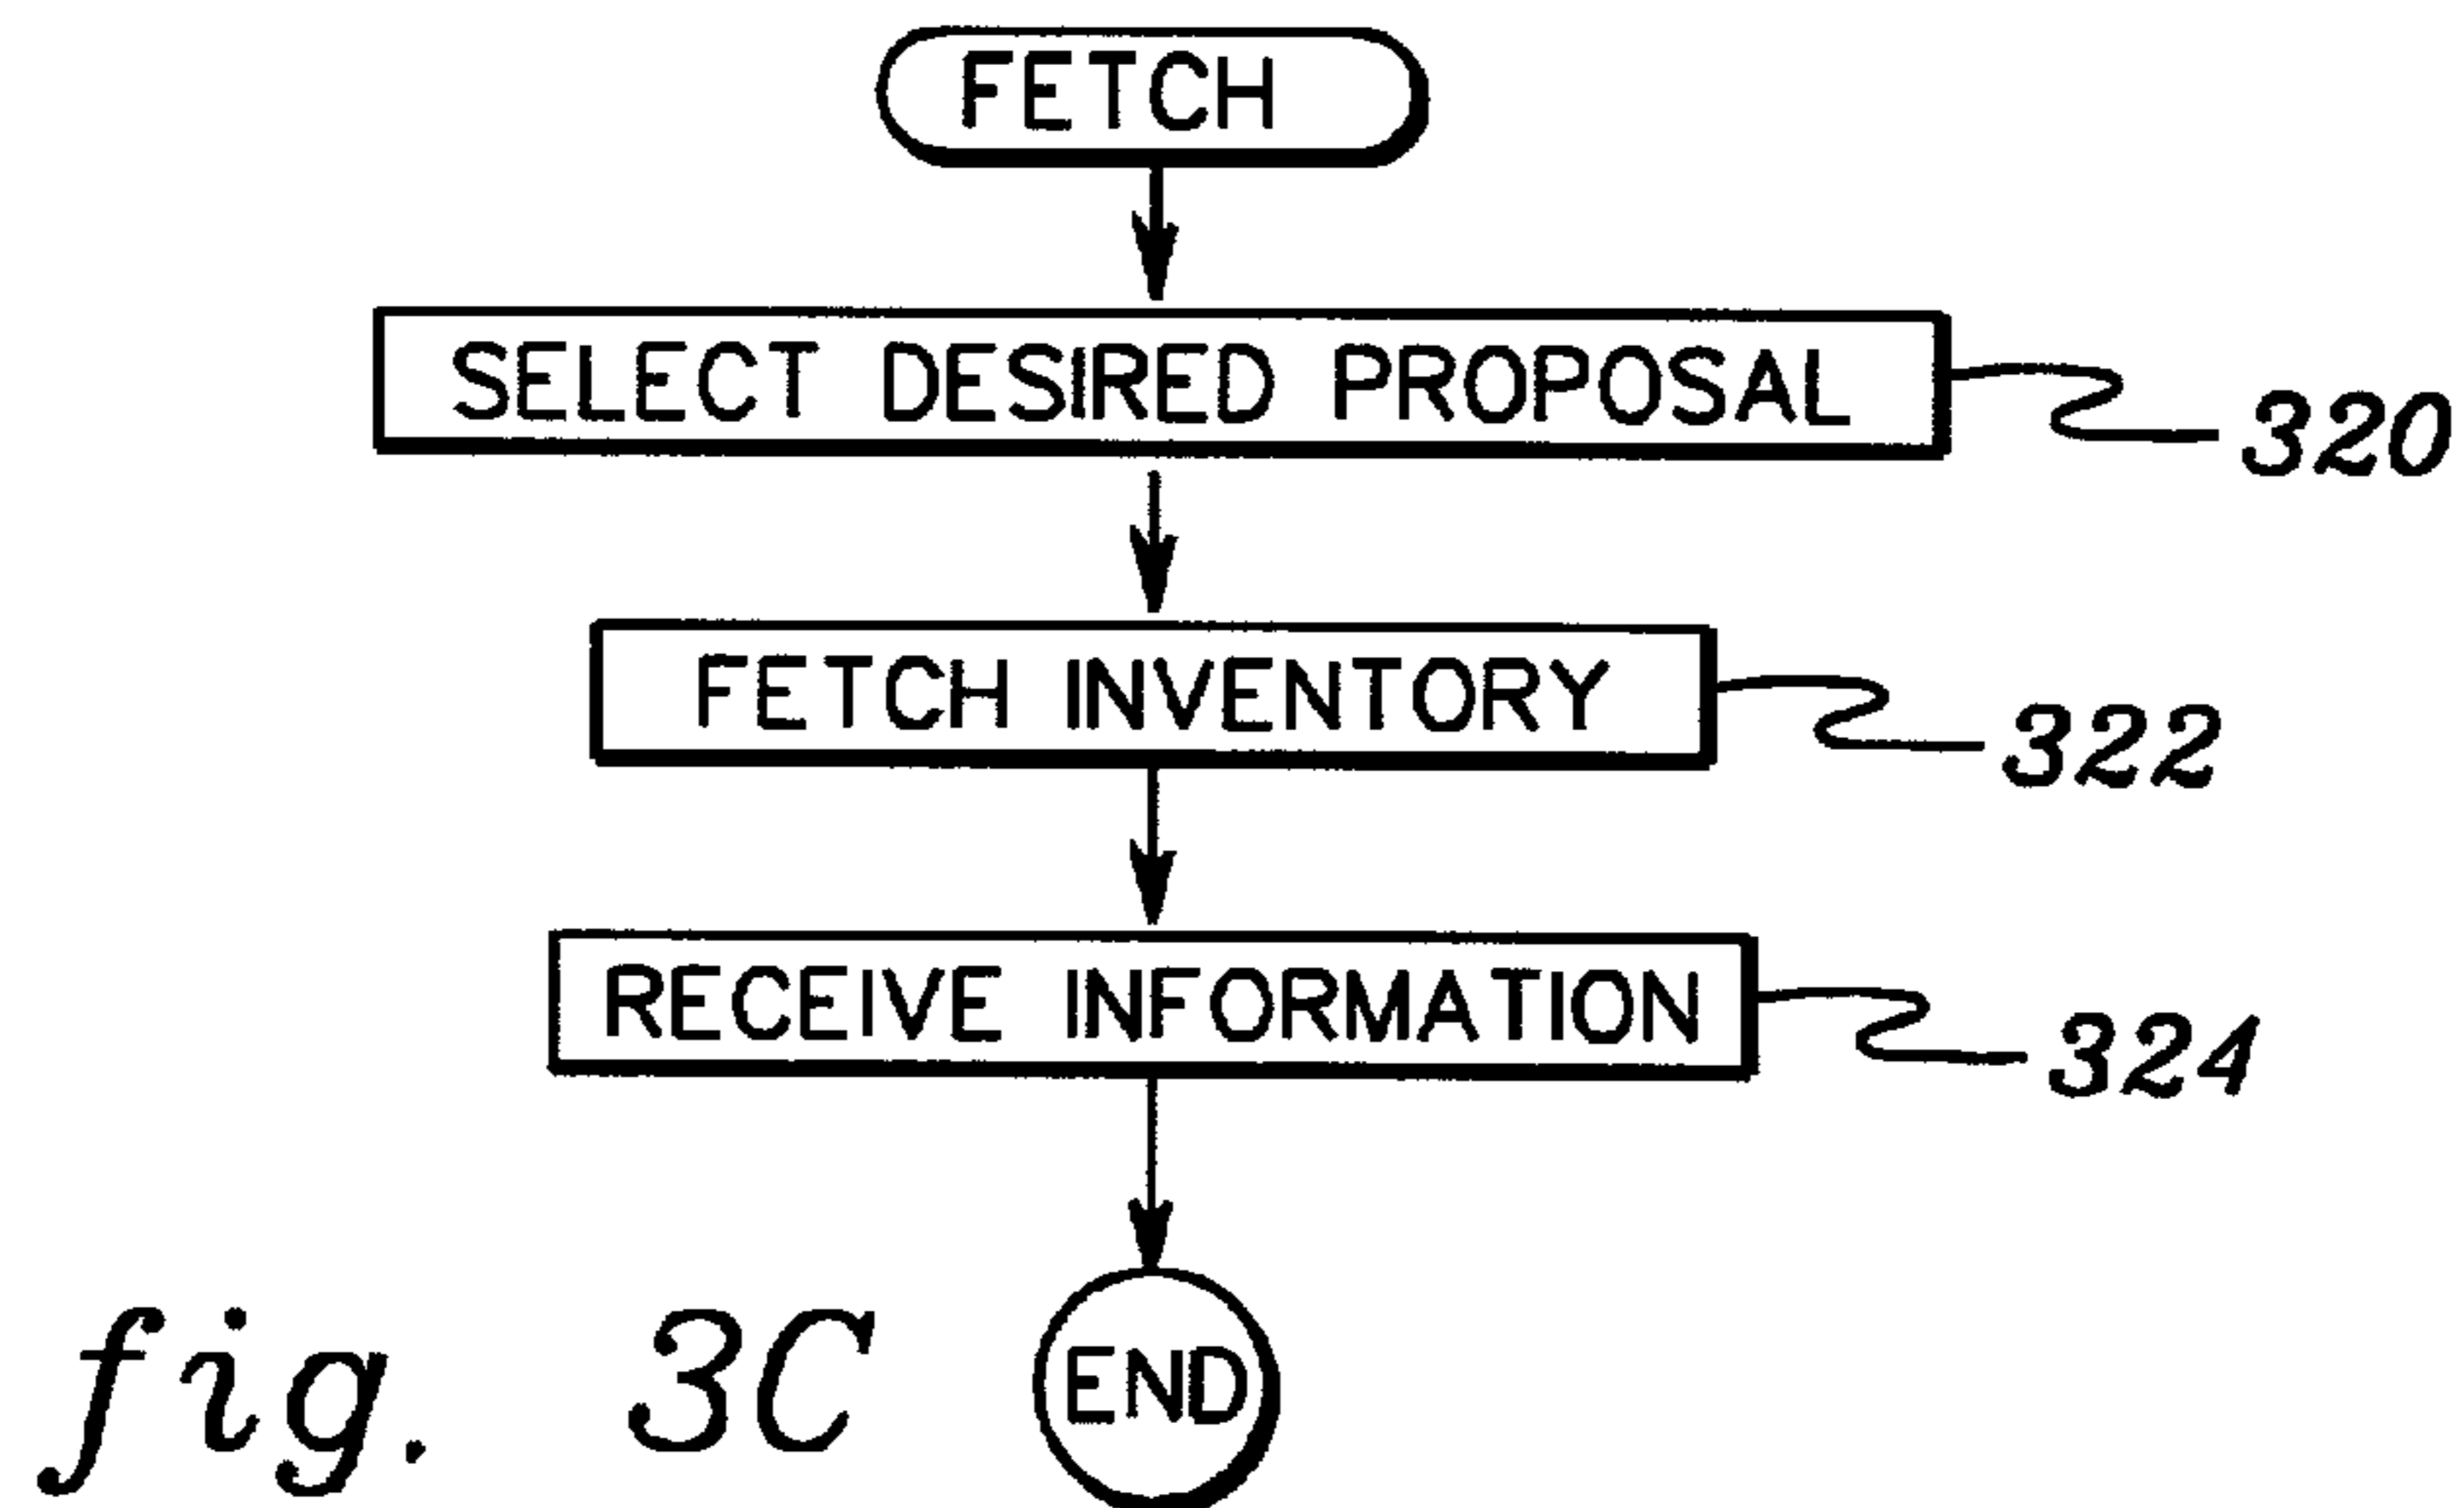 FETCH
SELECT DESIRED PROPOSAL
320
FETCH INVENTORY
322
RECEIVE INFORMATION
324
END
fig. 3C